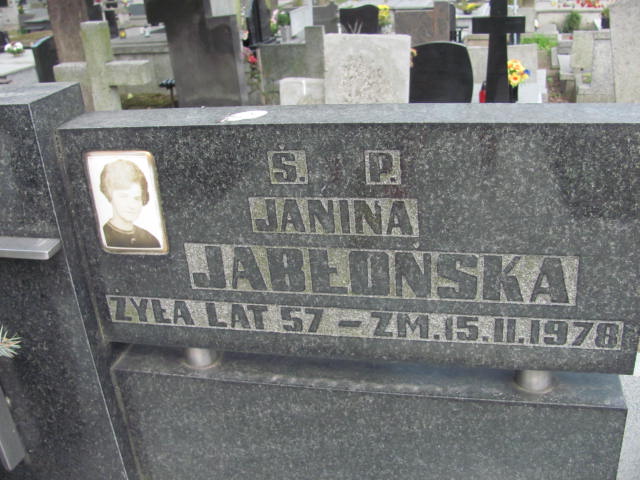 Ś. P.
JANINA
JABŁOŃSKA
ŻYŁA LAT 57 - ZM. 15.II.1978